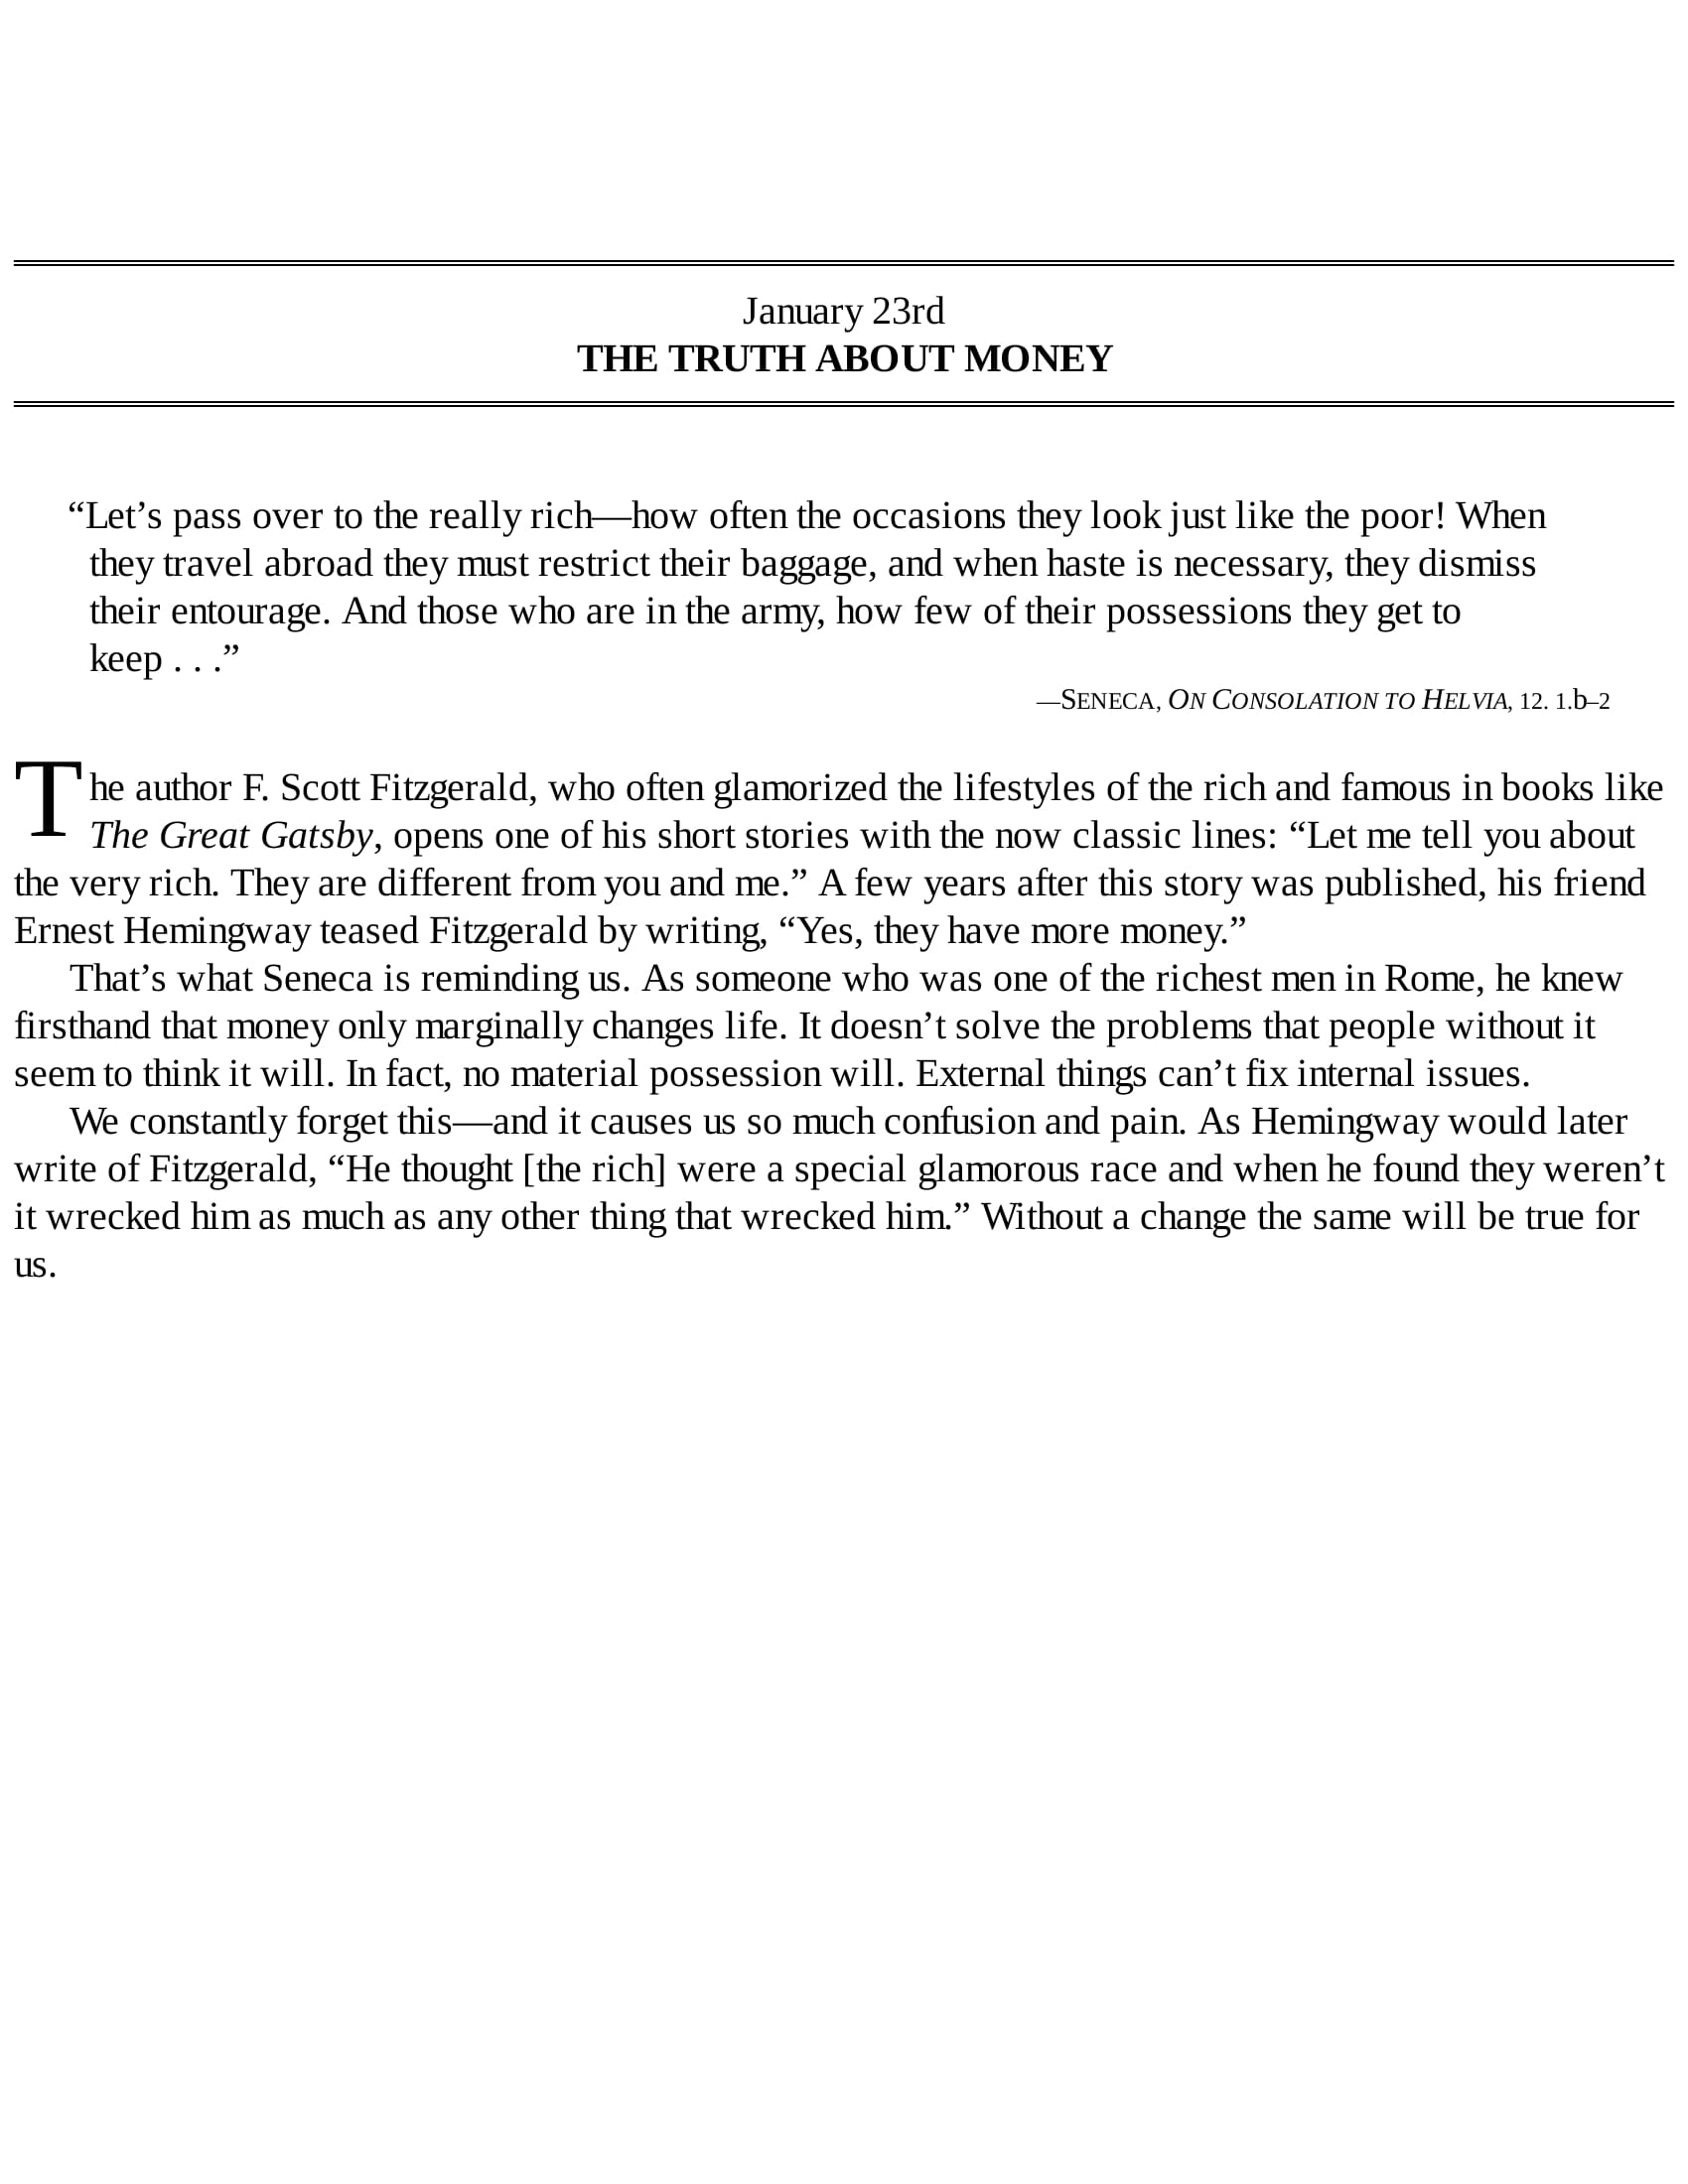 January 23rd
THE TRUTH ABOUT MONEY
“Let’s pass over to the really rich—how often the occasions they look just like the poor! When
they travel abroad they must restrict their baggage, and when haste is necessary, they dismiss
their entourage. And those who are in the army, how few of their possessions they get to
keep . . .”
—SENECA, ON CONSOLATION TO HELVIA, 12. 1.b–2
The author F. Scott Fitzgerald, who often glamorized the lifestyles of the rich and famous in books like
The Great Gatsby, opens one of his short stories with the now classic lines: “Let me tell you about
the very rich. They are different from you and me.” A few years after this story was published, his friend
Ernest Hemingway teased Fitzgerald by writing, “Yes, they have more money.”
That’s what Seneca is reminding us. As someone who was one of the richest men in Rome, he knew
firsthand that money only marginally changes life. It doesn’t solve the problems that people without it
seem to think it will. In fact, no material possession will. External things can’t fix internal issues.
We constantly forget this—and it causes us so much confusion and pain. As Hemingway would later
write of Fitzgerald, “He thought [the rich] were a special glamorous race and when he found they weren’t
it wrecked him as much as any other thing that wrecked him.” Without a change the same will be true for
us.